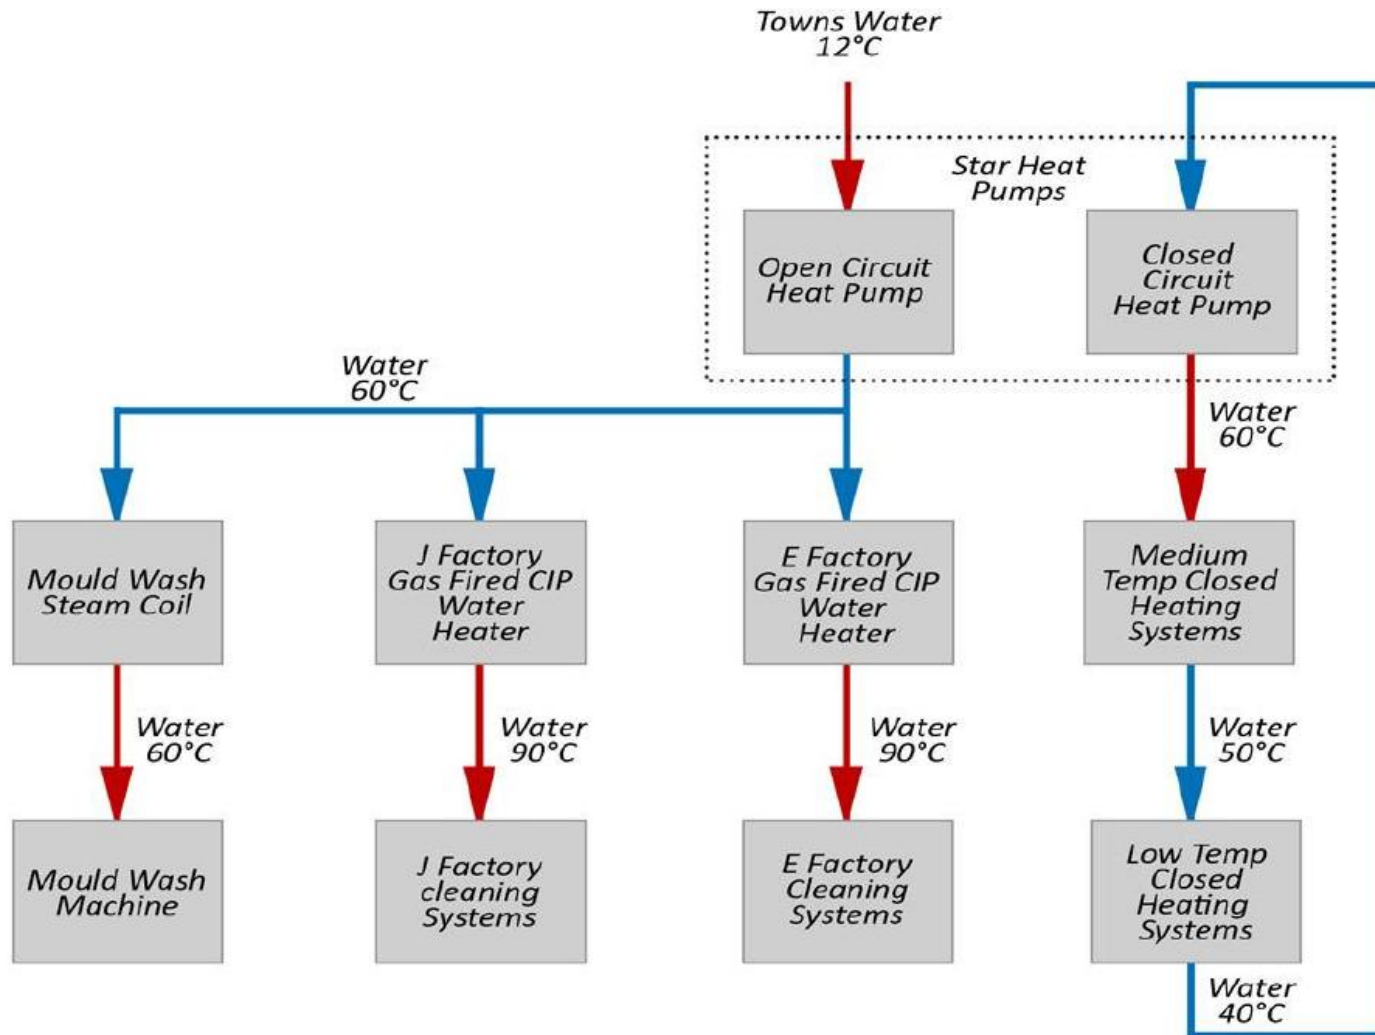 Towns Water
12°C
Star Heat
Pumps
Open Circuit
Heat Pump
Closed
Circuit
Heat Pump
Water
60°C
Water
60°C
Mould Wash
Steam Coil
J Factory
Gas Fired CIP
Water
Heater
E Factory
Gas Fired CIP
Water
Heater
Medium
Temp Closed
Heating
Systems
Water
60°C
Water
90°C
Water
90°C
Water
50°C
Mould Wash
Machine
J Factory
cleaning
Systems
E Factory
Cleaning
Systems
Low Temp
Closed
Heating
Systems
Water
40°C